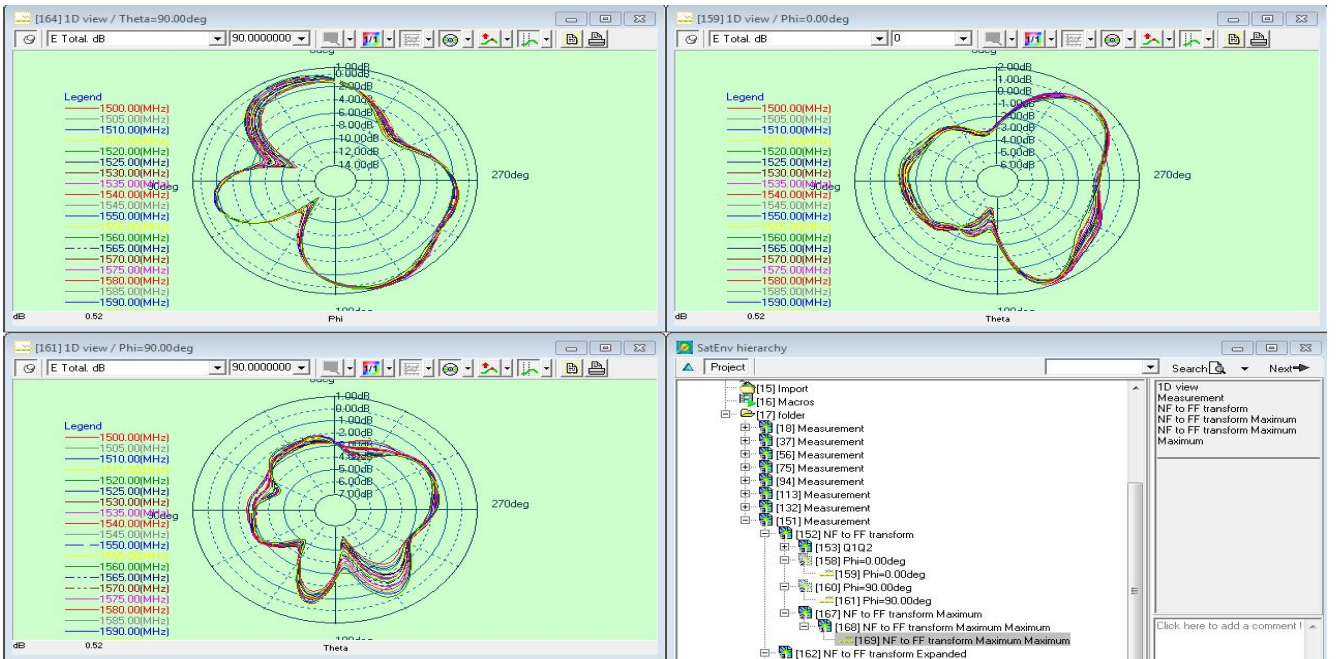 [164] 1D view / Theta=90.00deg
E Total. dB
90.0000000
1/1
Legend
1500.00(MHz)
1505.00(MHz)
1510.00(MHz)
1520.00(MHz)
1525.00(MHz)
1530.00(MHz)
1535.00(MHz)
1540.00(MHz)
1545.00(MHz)
1550.00(MHz)
1560.00(MHz)
1565.00(MHz)
1570.00(MHz)
1575.00(MHz)
1580.00(MHz)
1585.00(MHz)
1590.00(MHz)
1.00dB
0.00dB
-4.00dB
-6.00dB
-8.00dB
-10.00dB
-14.00dB
90deg
270deg
dB
0.52
Phi
[159] 1D view / Phi=0.00deg
E Total. dB
0
1/1
Legend
1500.00(MHz)
1505.00(MHz)
1510.00(MHz)
1520.00(MHz)
1525.00(MHz)
1530.00(MHz)
1535.00(MHz)
1540.00(MHz)
1545.00(MHz)
1550.00(MHz)
1560.00(MHz)
1565.00(MHz)
1570.00(MHz)
1575.00(MHz)
1580.00(MHz)
1585.00(MHz)
1590.00(MHz)
2.00dB
1.00dB
0.00dB
-1.00dB
-3.00dB
-6.00dB
90deg
270deg
dB
0.52
Theta
[161] 1D view / Phi=90.00deg
E Total. dB
90.0000000
1/1
Legend
1500.00(MHz)
1505.00(MHz)
1510.00(MHz)
1520.00(MHz)
1525.00(MHz)
1530.00(MHz)
1535.00(MHz)
1540.00(MHz)
1545.00(MHz)
1550.00(MHz)
1560.00(MHz)
1565.00(MHz)
1570.00(MHz)
1575.00(MHz)
1580.00(MHz)
1585.00(MHz)
1590.00(MHz)
1.00dB
0.00dB
-1.00dB
-4.00dB
-5.00dB
-7.00dB
90deg
270deg
dB
0.52
Theta
SatEnv hierarchy
Project
Search
Next
[15] Import
[16] Macros
[17] folder
[18] Measurement
[37] Measurement
[56] Measurement
[75] Measurement
[94] Measurement
[113] Measurement
[132] Measurement
[151] Measurement
[152] NF to FF transform
[153] Q1Q2
[158] Phi=0.00deg
[159] Phi=0.00deg
[160] Phi=90.00deg
[161] Phi=90.00deg
[167] NF to FF transform Maximum
[168] NF to FF transform Maximum Maximum
[169] NF to FF transform Maximum Maximum
[162] NF to FF transform Expanded
1D view
Measurement
NF to FF transform
NF to FF transform Maximum
NF to FF transform Maximum
Maximum
Click here to add a comment !